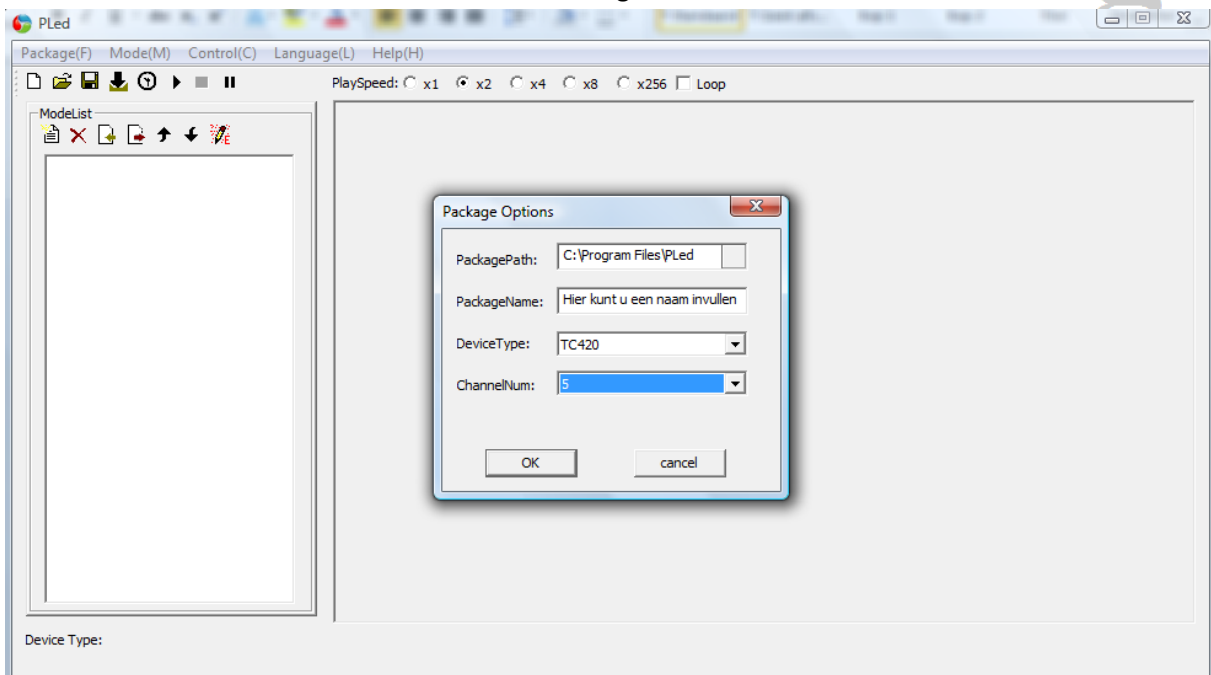 PLed
Package(F) Mode(M) Control(C) Language(L) Help(H)
PlaySpeed: x1 x2 x4 x8 x256 Loop
ModeList
E
Package Options
PackagePath: C:\Program Files\PLed
PackageName: Hier kunt u een naam invullen
DeviceType: TC420
ChannelNum: 5
OK cancel
Device Type: